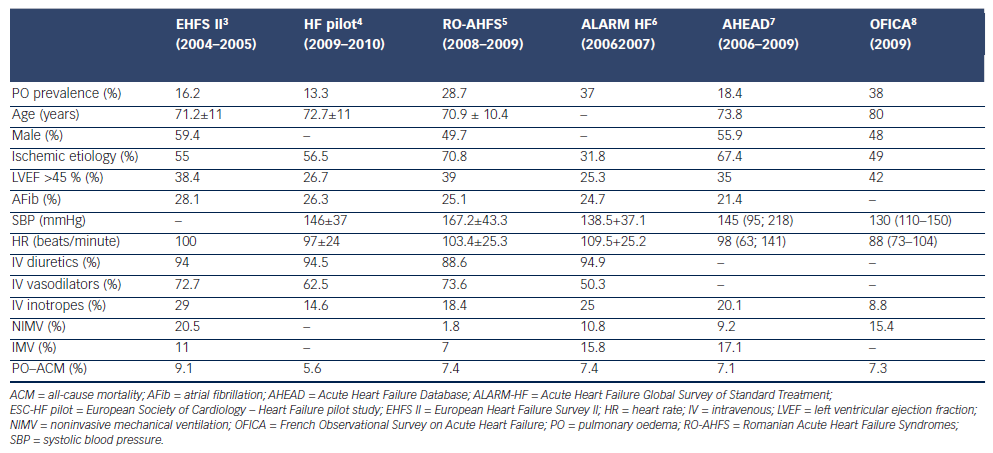 EHFS II3 HF pilot4 RO-AHFS5 ALARM HF6 AHEAD7 OFICA8
(2004–2005) (2009–2010) (2008–2009) (20062007) (2006–2009) (2009)
PO prevalence (%) 16.2 13.3 28.7 37 18.4 38
Age (years) 71.2±11 72.7±11 70.9 ± 10.4 – 73.8 80
Male (%) 59.4 – 49.7 – 55.9 48
Ischemic etiology (%) 55 56.5 70.8 31.8 67.4 49
LVEF >45 % (%) 38.4 26.7 39 25.3 35 42
AFib (%) 28.1 26.3 25.1 24.7 21.4 –
SBP (mmHg) – 146±37 167.2±43.3 138.5+37.1 145 (95; 218) 130 (110–150)
HR (beats/minute) 100 97±24 103.4±25.3 109.5+25.2 98 (63; 141) 88 (73–104)
IV diuretics (%) 94 94.5 88.6 94.9 – –
IV vasodilators (%) 72.7 62.5 73.6 50.3 – –
IV inotropes (%) 29 14.6 18.4 25 20.1 8.8
NIMV (%) 20.5 – 1.8 10.8 9.2 15.4
IMV (%) 11 – 7 15.8 17.1 –
PO–ACM (%) 9.1 5.6 7.4 7.4 7.1 7.3
ACM = all-cause mortality; AFib = atrial fibrillation; AHEAD = Acute Heart Failure Database; ALARM-HF = Acute Heart Failure Global Survey of Standard Treatment;
ESC-HF pilot = European Society of Cardiology – Heart Failure pilot study; EHFS II = European Heart Failure Survey II; HR = heart rate; IV = intravenous; LVEF = left ventricular ejection fraction;
NIMV = noninvasive mechanical ventilation; OFICA = French Observational Survey on Acute Heart Failure; PO = pulmonary oedema; RO-AHFS = Romanian Acute Heart Failure Syndromes;
SBP = systolic blood pressure.